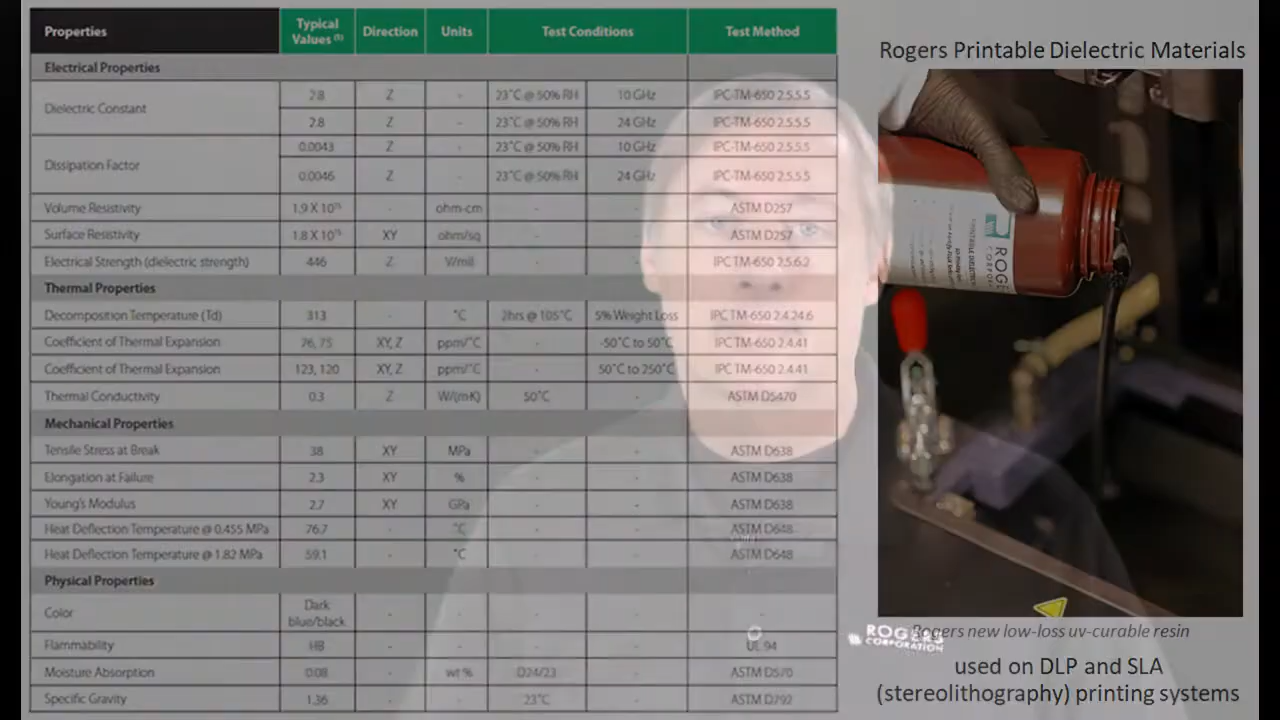 Properties Typical Values (1) Direction Units Test Conditions Test Method
Electrical Properties
Dielectric Constant 2.8 Z - 23°C @ 50% RH 10 GHz IPC-TM-650 2.5.5.5
2.8 Z - 23°C @ 50% RH 24 GHz IPC-TM-650 2.5.5.5
Dissipation Factor 0.0043 Z - 23°C @ 50% RH 10 GHz IPC-TM-650 2.5.5.5
0.0046 Z - 23°C @ 50% RH 24 GHz IPC-TM-650 2.5.5.5
Volume Resistivity 1.9 X 10 - ohm-cm - - ASTM D257
Surface Resistivity 1.8 X 10 XY ohm/sq - - ASTM D257
Electrical Strength (dielectric strength) 446 Z V/mil - - IPC TM-650 2.5.6.2
Thermal Properties
Decomposition Temperature (Td) 313 - °C 2hrs @ 105°C 5% Weight Loss IPC TM-650 2.4.24.6
Coefficient of Thermal Expansion 76, 75 XY, Z ppm/°C - -50°C to 50°C IPC TM-650 2.4.41
Coefficient of Thermal Expansion 123, 120 XY, Z ppm/°C - 50°C to 250°C IPC TM-650 2.4.41
Thermal Conductivity 0.3 Z W/(m·K) 50°C - ASTM D5470
Mechanical Properties
Tensile Stress at Break 38 XY MPa - - ASTM D638
Elongation at Failure 2.3 XY % - - ASTM D638
Young's Modulus 2.7 XY GPa - - ASTM D638
Heat Deflection Temperature @ 0.455 MPa 76.7 °C - - ASTM D648
Heat Deflection Temperature @ 1.82 MPa 59.1 °C - - ASTM D648
Physical Properties
Color Dark blue/black - - - - -
Flammability HB - - - - UL 94
Moisture Absorption 0.08 - wt % D24/23 - ASTM D570
Specific Gravity 1.36 - - 23°C - ASTM D792
Rogers Printable Dielectric Materials
ROGERS
CORPORATION
Rogers new low-loss uv-curable resin
used on DLP and SLA
(stereolithography) printing systems